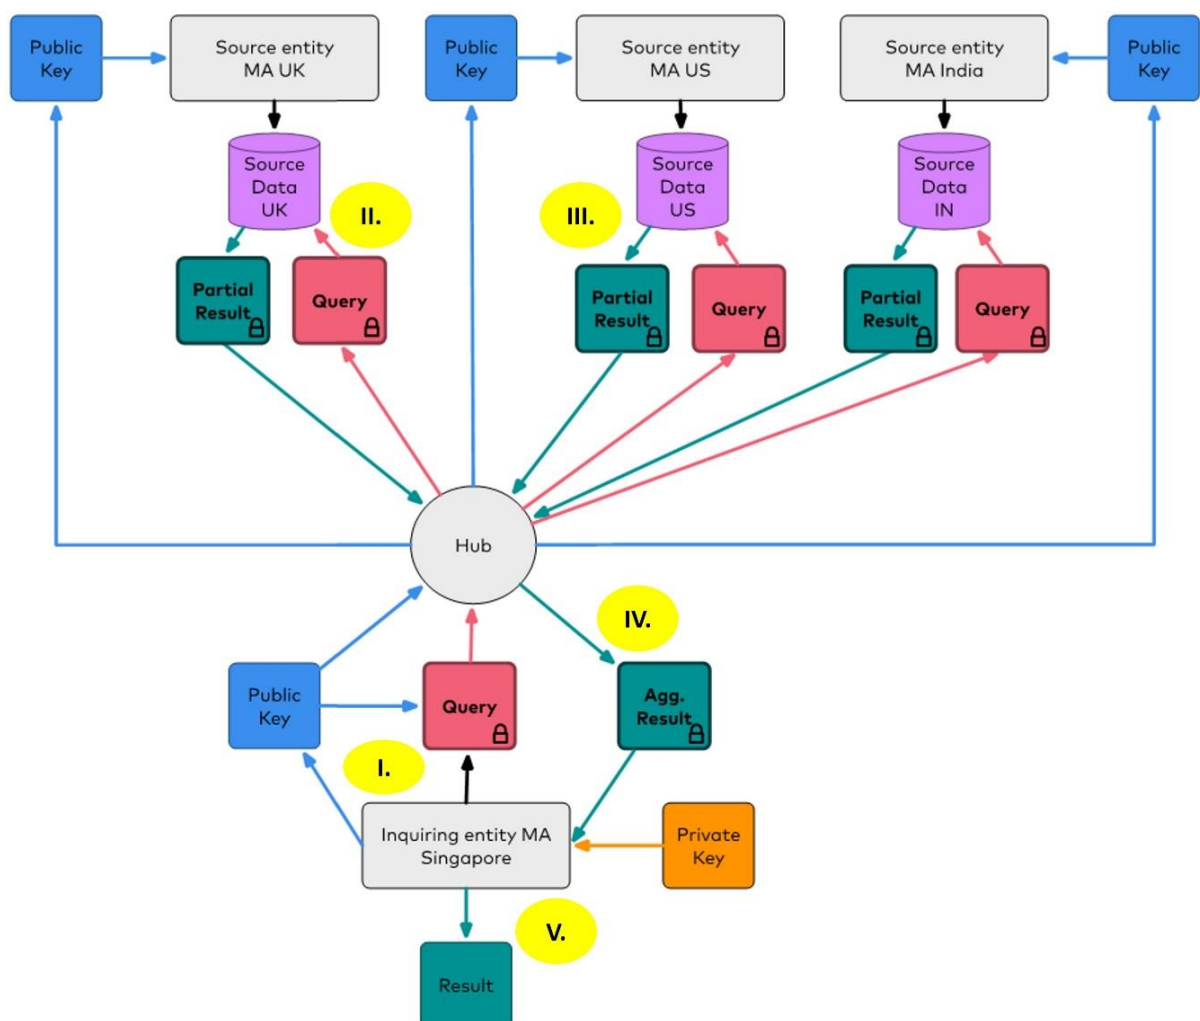 Public
Key
Source entity
MA UK
Public
Key
Source entity
MA US
Source entity
MA India
Public
Key
Source
Data
UK
II.
III.
Source
Data
US
Source
Data
IN
Partial
Result
Query
Partial
Result
Query
Partial
Result
Query
Hub
IV.
Public
Key
Query
Agg.
Result
I.
Inquiring entity MA
Singapore
Private
Key
V.
Result